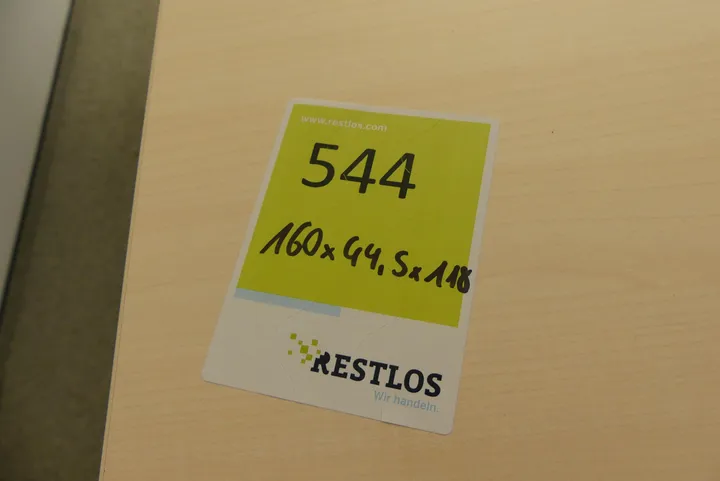 www.restlos.com
544
160x44,5x118
RESTLOS
Wir handeln.